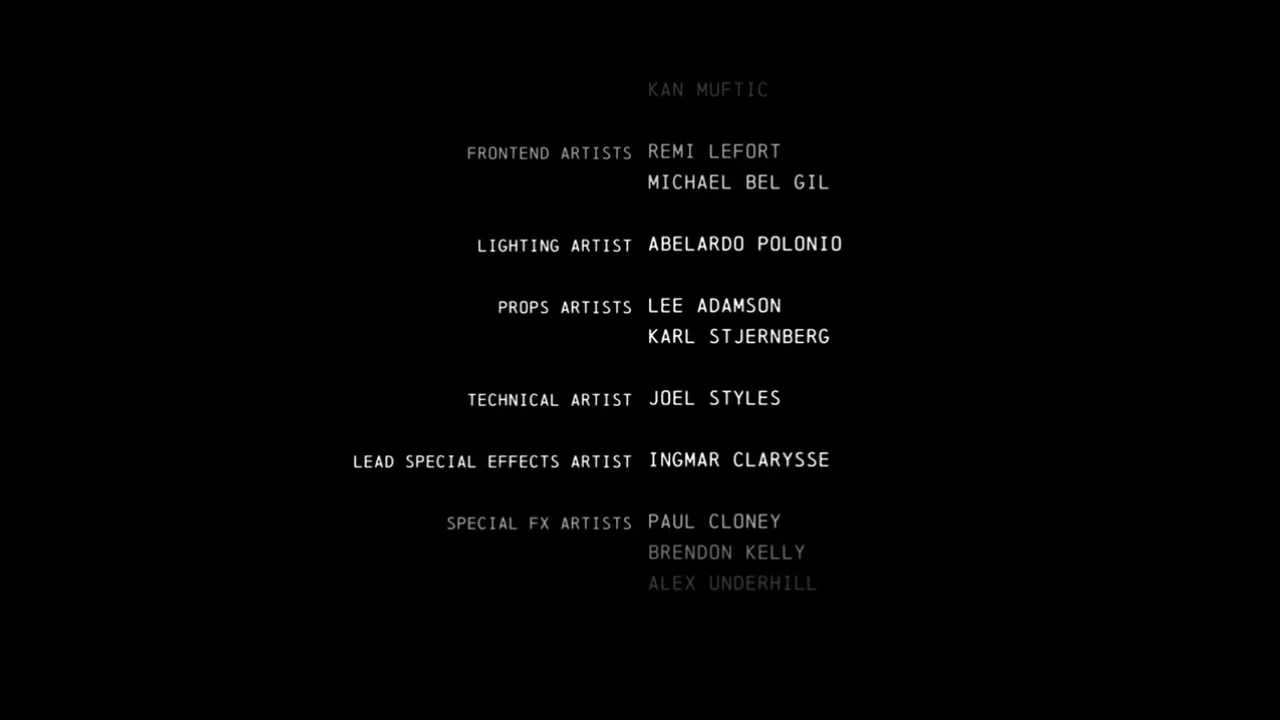 KAN MUFTIC
FRONTEND ARTISTS REMI LEFORT
MICHAEL BEL GIL
LIGHTING ARTIST ABELARDO POLONIO
PROPS ARTISTS LEE ADAMSON
KARL STJERNBERG
TECHNICAL ARTIST JOEL STYLES
LEAD SPECIAL EFFECTS ARTIST INGMAR CLARYSSE
SPECIAL FX ARTISTS PAUL CLONEY
BRENDON KELLY
ALEX UNDERHILL